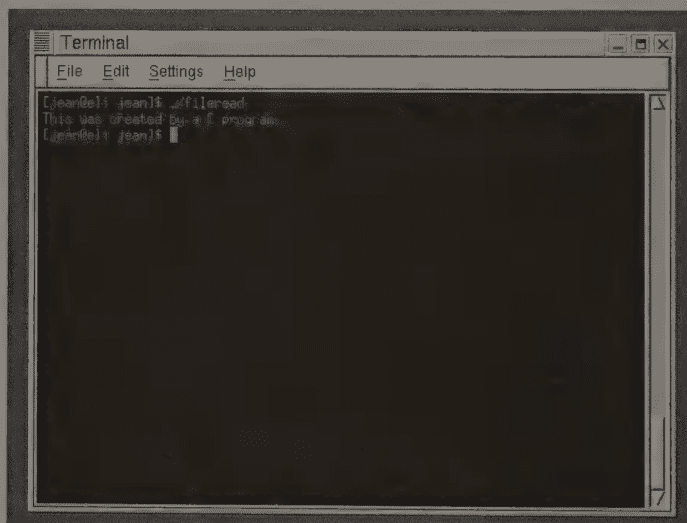 Terminal
File Edit Settings Help
[jean@eli jean]$ ./fileread
This was created by a C program.
[jean@eli jean]$